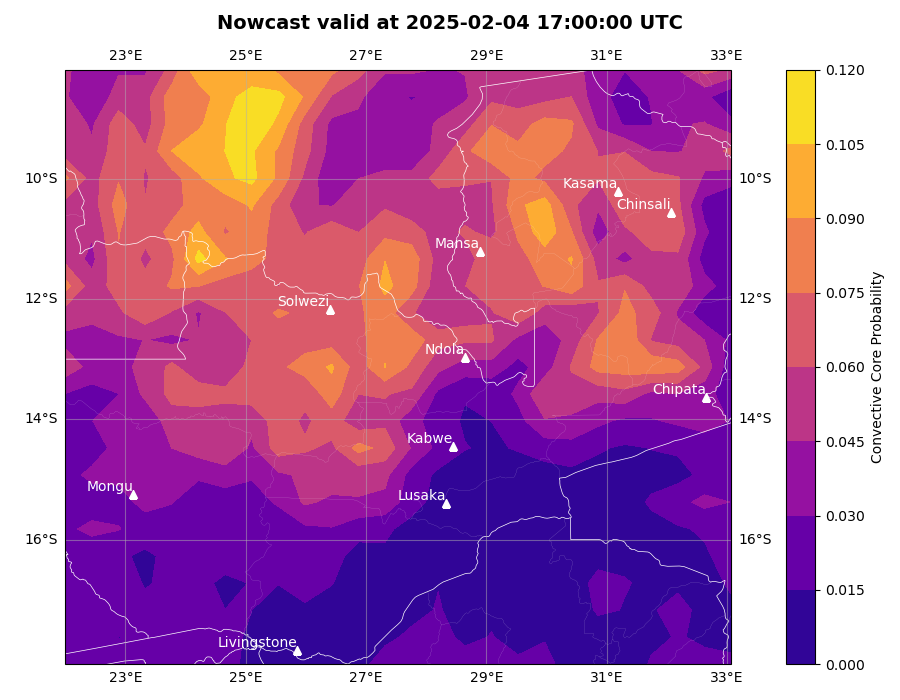 Nowcast valid at 2025-02-04 17:00:00 UTC
23°E 25°E 27°E 29°E 31°E 33°E
0.120
0.105
10°S 10°S
Kasama
Chinsali
0.090
Mansa
0.075
12°S 12°S
Solwezi
0.060
Ndola
Chipata
14°S 14°S
Kabwe
0.045
Mongu
Lusaka
0.030
16°S 16°S
0.015
Livingstone
0.000
23°E 25°E 27°E 29°E 31°E 33°E
Convective Core Probability